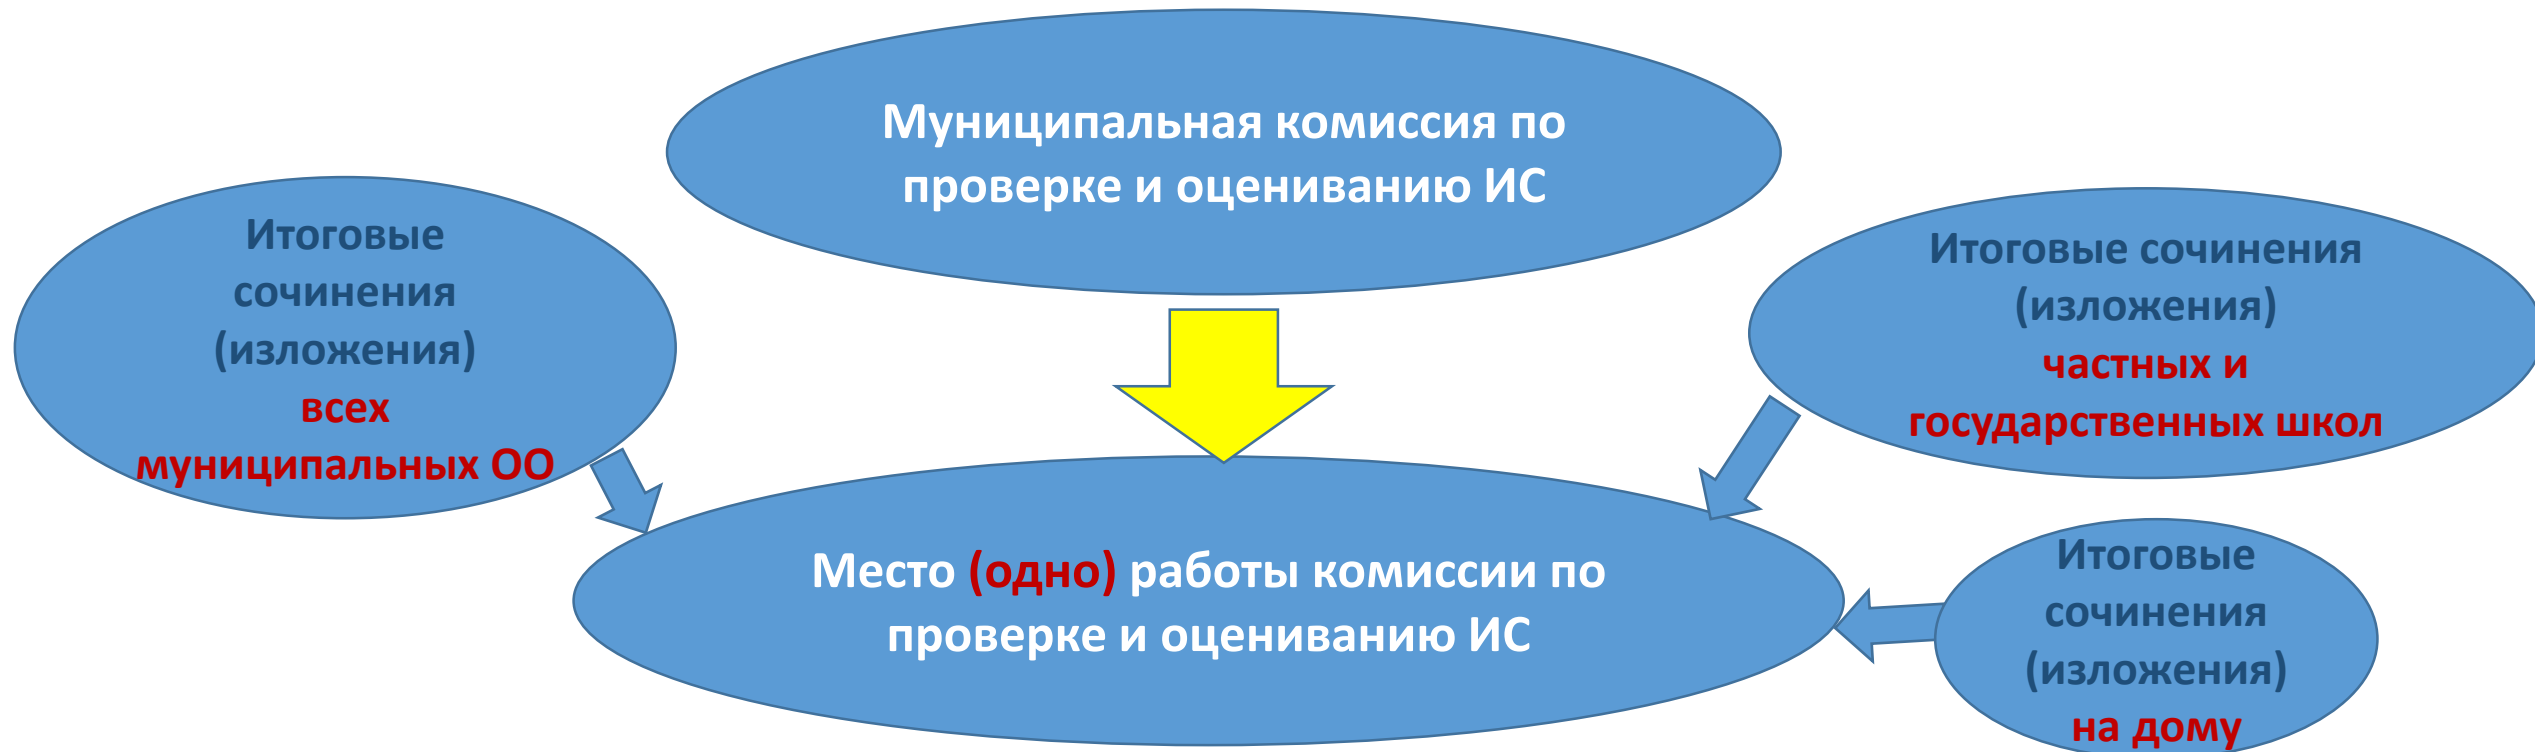 Муниципальная комиссия по
проверке и оцениванию ИС
Итоговые
сочинения
(изложения)
всех
муниципальных ОО
Итоговые сочинения
(изложения)
частных и
государственных школ
Место (одно) работы комиссии по
проверке и оцениванию ИС
Итоговые
сочинения
(изложения)
на дому